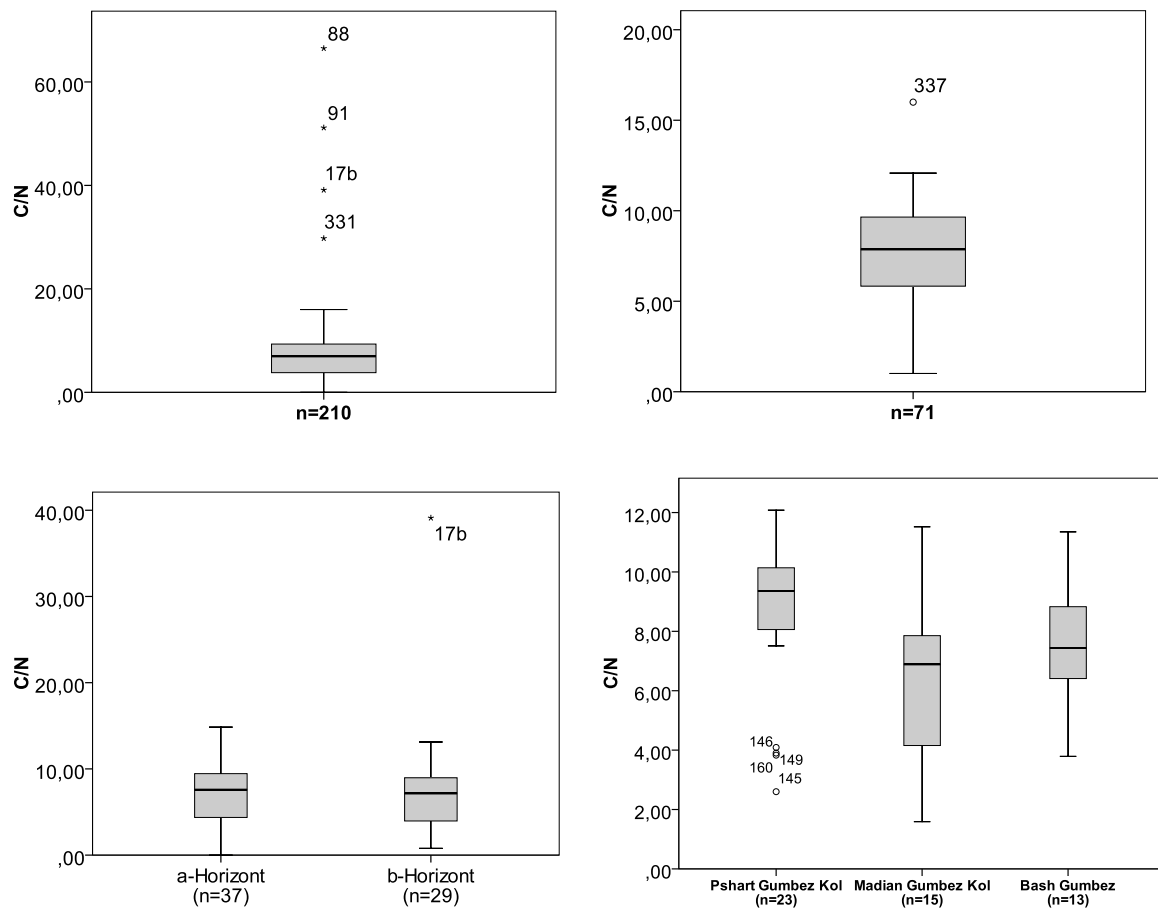 88
60,00
91
C/N
17b
40,00
331
20,00
,00
n=210
20,00
337
15,00
C/N
10,00
5,00
,00
n=71
40,00
17b
30,00
C/N
20,00
10,00
,00
a-Horizont
(n=37)
b-Horizont
(n=29)
12,00
10,00
8,00
C/N
6,00
146
4,00
149
160
145
2,00
,00
Pshart Gumbez Kol
(n=23)
Madian Gumbez Kol
(n=15)
Bash Gumbez
(n=13)